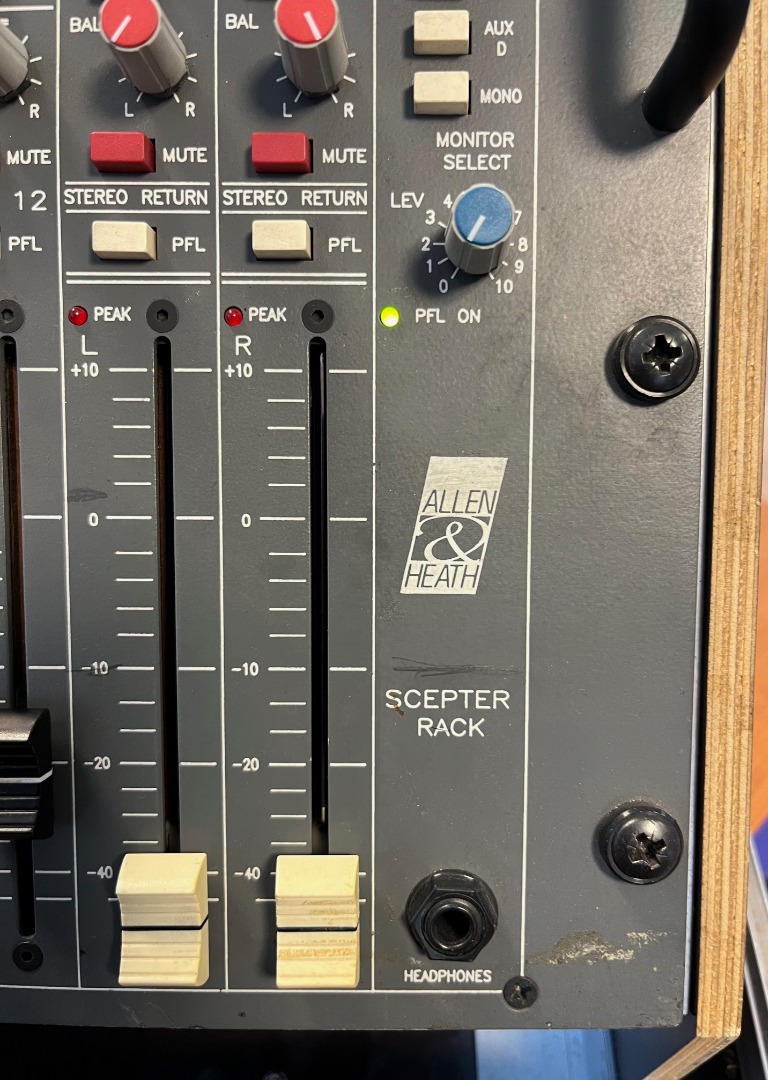 BAL
L R
BAL
L R
R
AUX
D
MONO
MONITOR
SELECT
MUTE
MUTE
MUTE
12
STEREO RETURN
STEREO RETURN
PFL
PFL
PFL
LEV
0 1 2 3 4 7 8 9 10
PEAK
PEAK
PFL ON
L
R
+10
0
-10
-20
-40
+10
0
-10
-20
-40
ALLEN
&
HEATH
SCEPTER
RACK
HEADPHONES